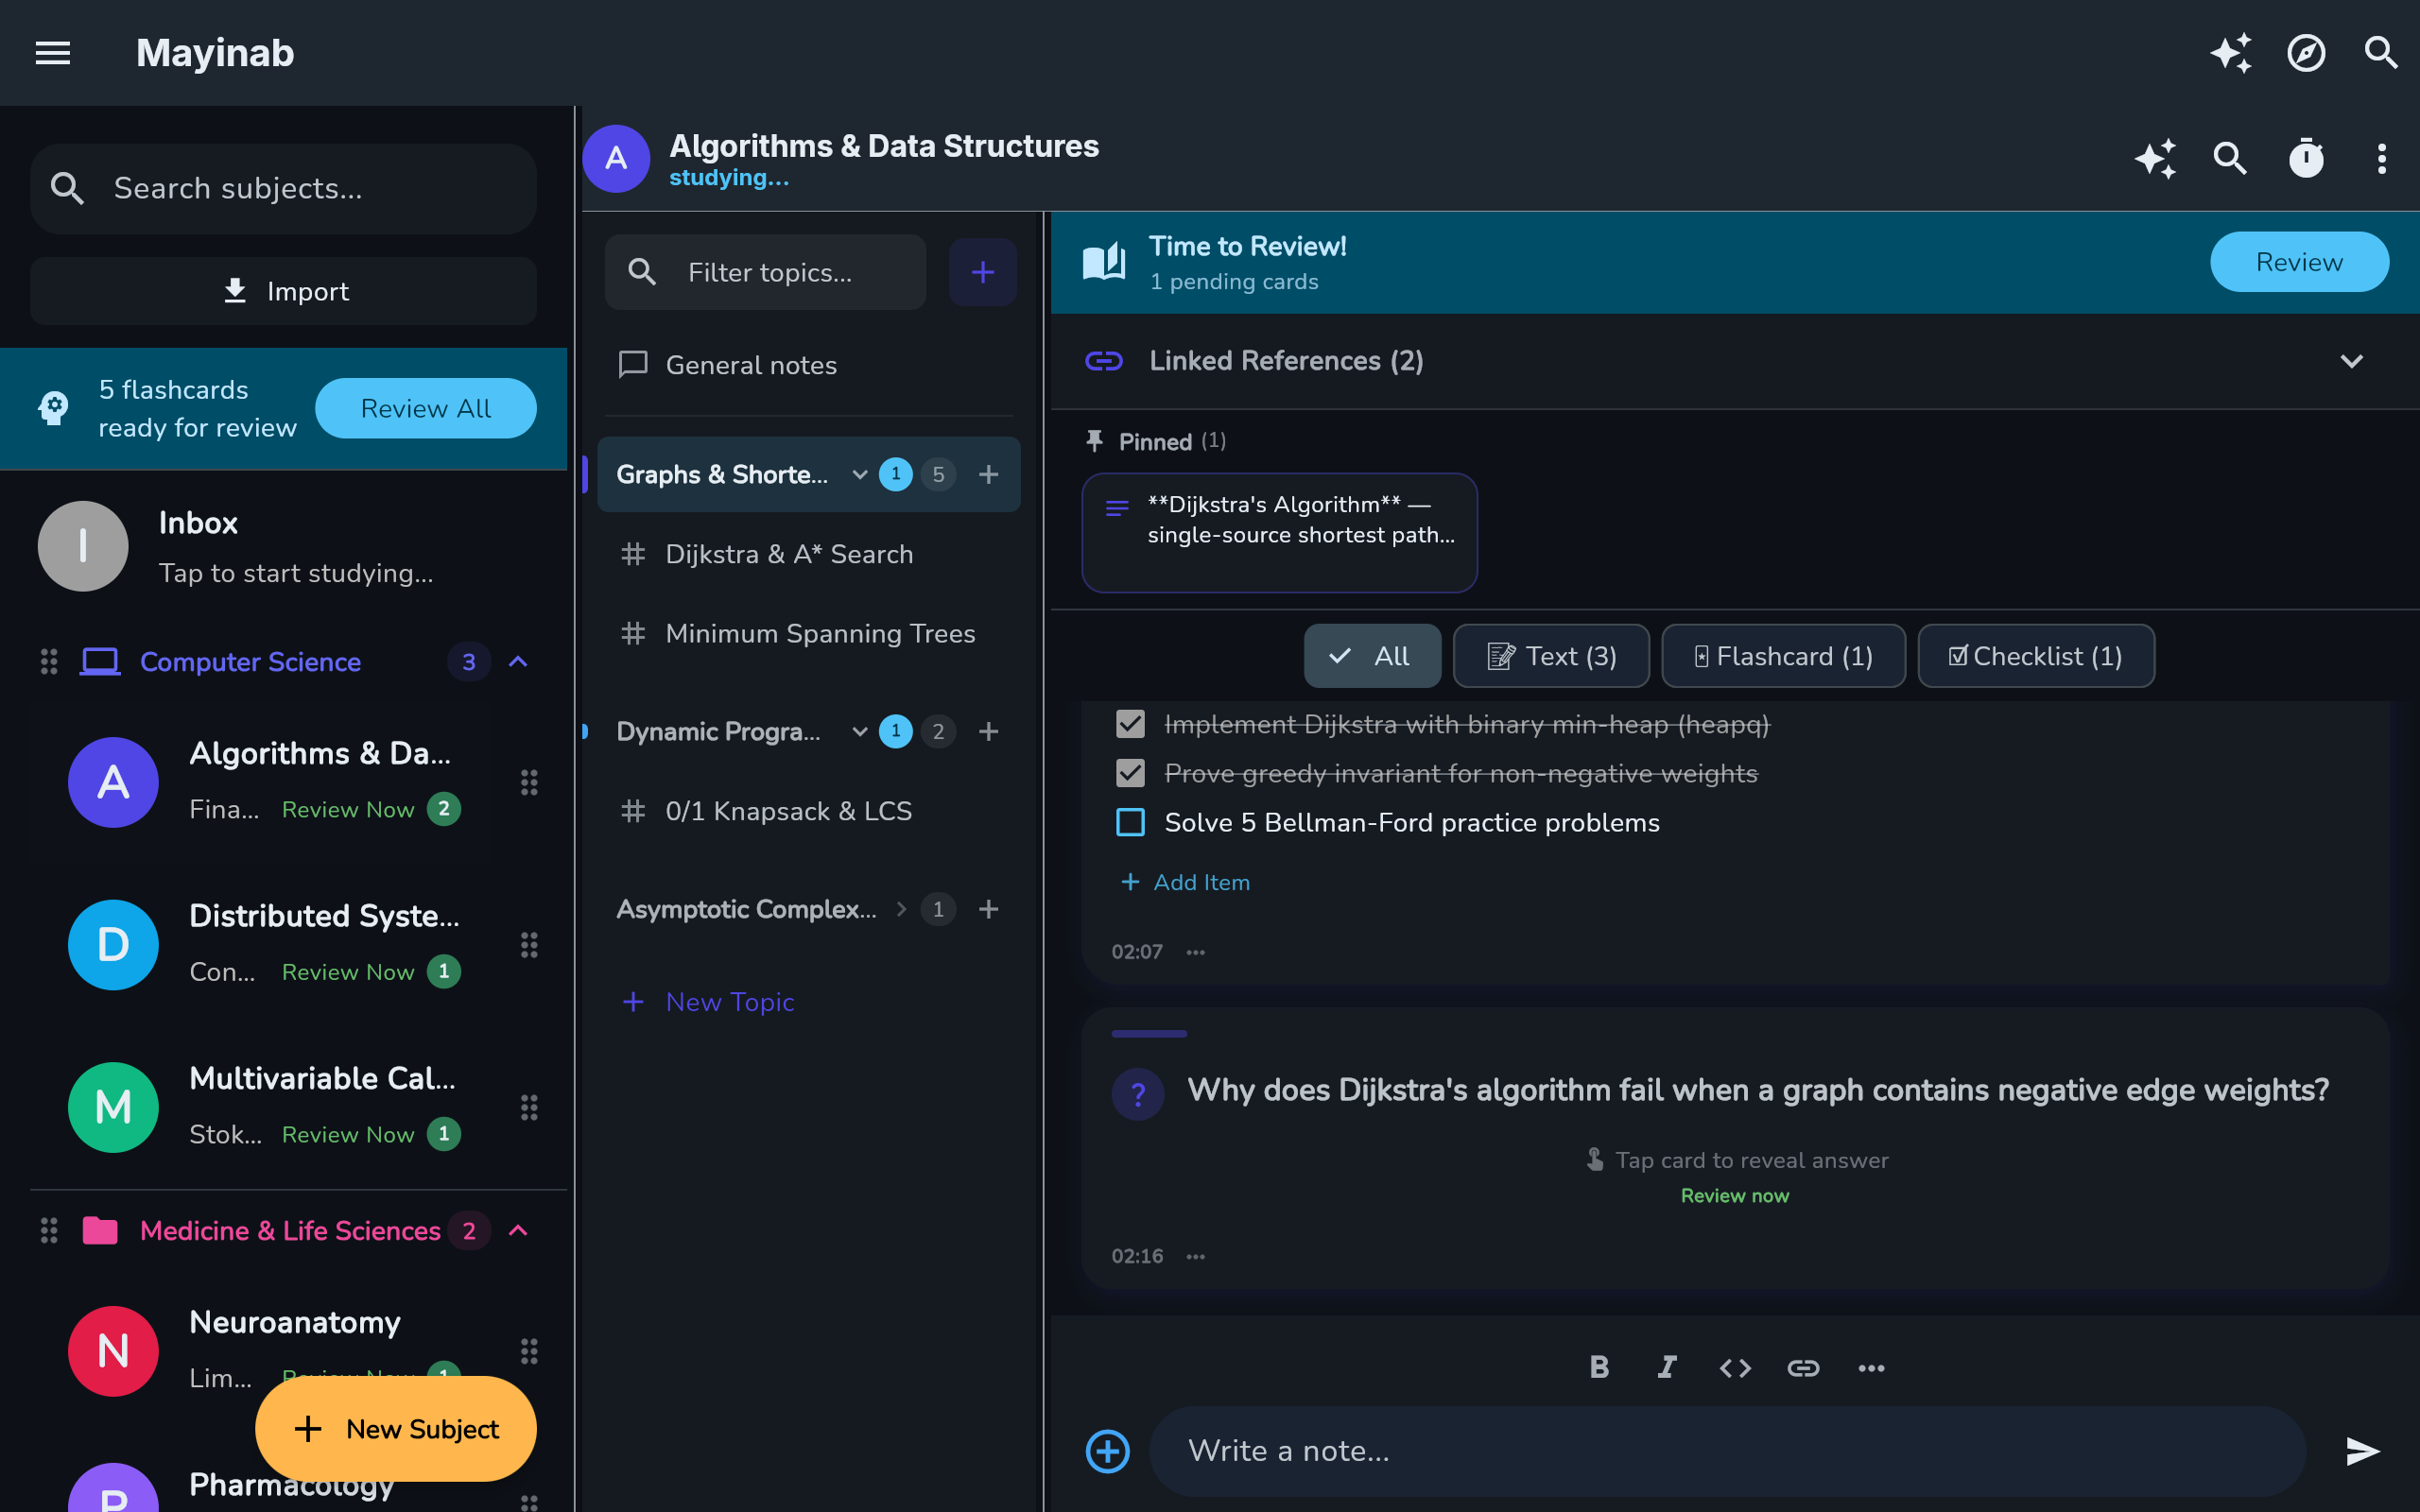 Mayinab
Search subjects...
Import
5 flashcards
ready for review
Review All
I
Inbox
Tap to start studying...
Computer Science
3
A
Algorithms & Da...
Fina...
Review Now
2
D
Distributed Syste...
Con...
Review Now
1
M
Multivariable Cal...
Stok...
Review Now
1
Medicine & Life Sciences
2
N
Neuroanatomy
Lim...
New Subject
Pharmacology
A
Algorithms & Data Structures
studying...
Filter topics...
General notes
Graphs & Shorte...
1
5
Dijkstra & A* Search
Minimum Spanning Trees
Dynamic Progra...
1
2
0/1 Knapsack & LCS
Asymptotic Complex...
1
New Topic
Time to Review!
1 pending cards
Review
Linked References (2)
Pinned (1)
**Dijkstra's Algorithm** —
single-source shortest path...
All
Text (3)
Flashcard (1)
Checklist (1)
Implement Dijkstra with binary min-heap (heapq)
Prove greedy invariant for non-negative weights
Solve 5 Bellman-Ford practice problems
Add Item
02:07
?
Why does Dijkstra's algorithm fail when a graph contains negative edge weights?
Tap card to reveal answer
Review now
02:16
B
I
Write a note...